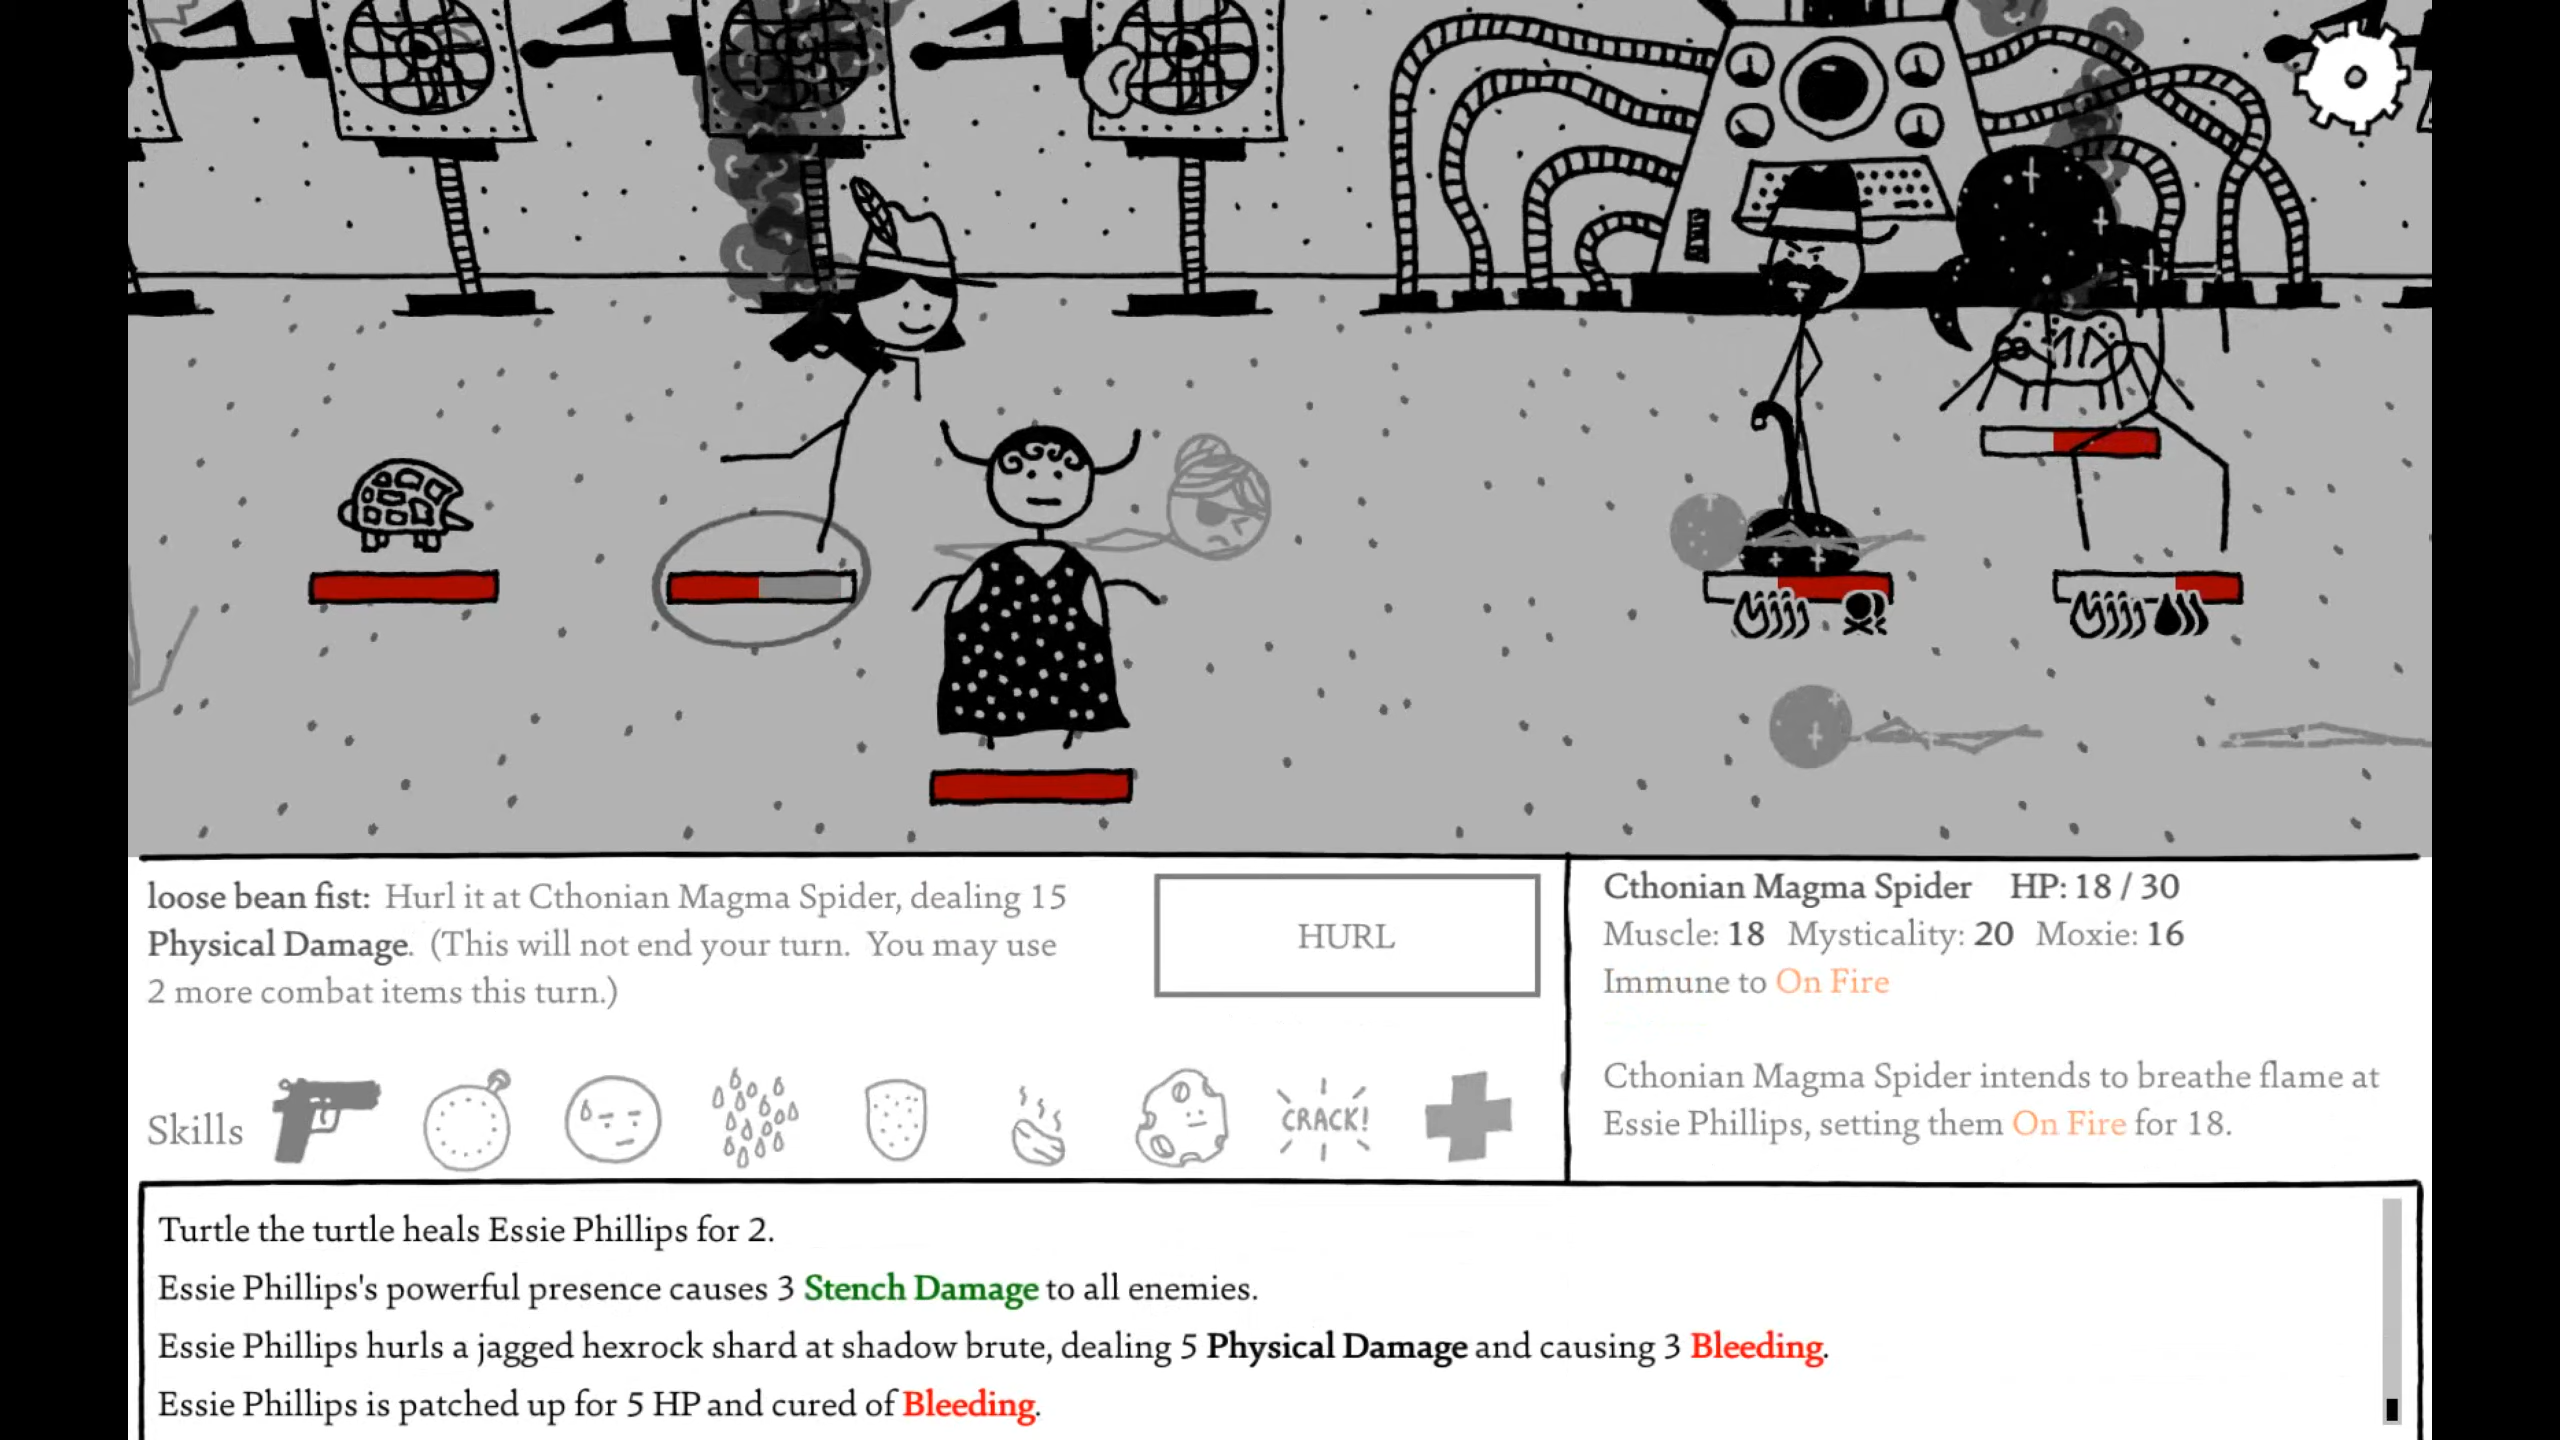 loose bean fist: Hurl it at Cthonian Magma Spider, dealing 15
Physical Damage. (This will not end your turn. You may use
2 more combat items this turn.)
HURL
Cthonian Magma Spider HP: 18 / 30
Muscle: 18 Mysticality: 20 Moxie: 16
Immune to On Fire
Cthonian Magma Spider intends to breathe flame at
Essie Phillips, setting them On Fire for 18.
Skills
CRACK!
Turtle the turtle heals Essie Phillips for 2.
Essie Phillips's powerful presence causes 3 Stench Damage to all enemies.
Essie Phillips hurls a jagged hexrock shard at shadow brute, dealing 5 Physical Damage and causing 3 Bleeding.
Essie Phillips is patched up for 5 HP and cured of Bleeding.